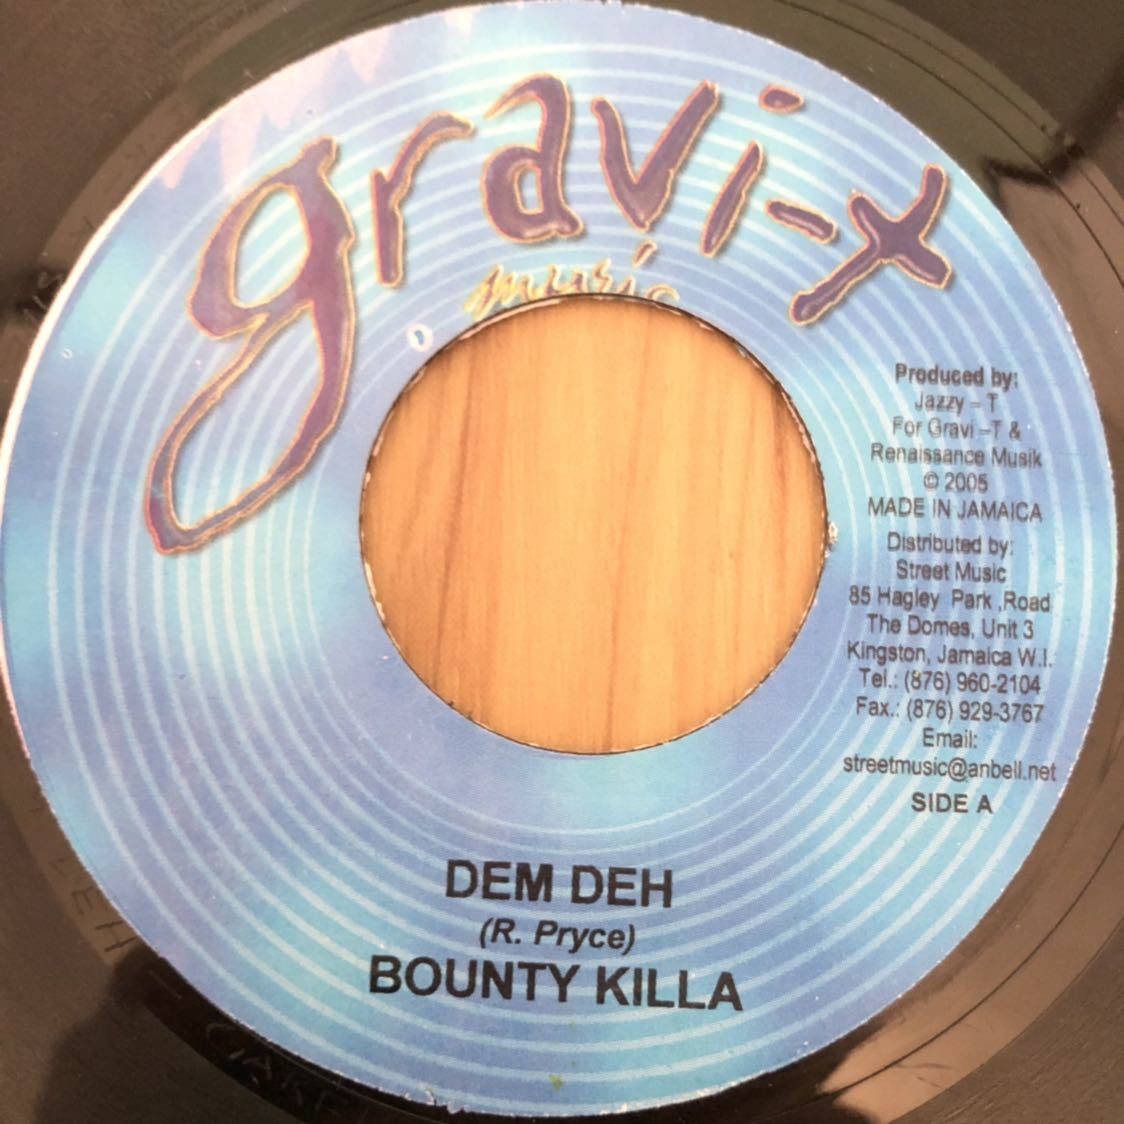 gravi-x
music
Produced by:
Jazzy – T
For Gravi –T &
Renaissance Musik
© 2005
MADE IN JAMAICA
Distributed by:
Street Music
85 Hagley Park ,Road
The Domes, Unit 3
Kingston, Jamaica W.I.
Tel.: (876) 960-2104
Fax.: (876) 929-3767
Email:
streetmusic@anbell.net
SIDE A
DEM DEH
(R. Pryce)
BOUNTY KILLA